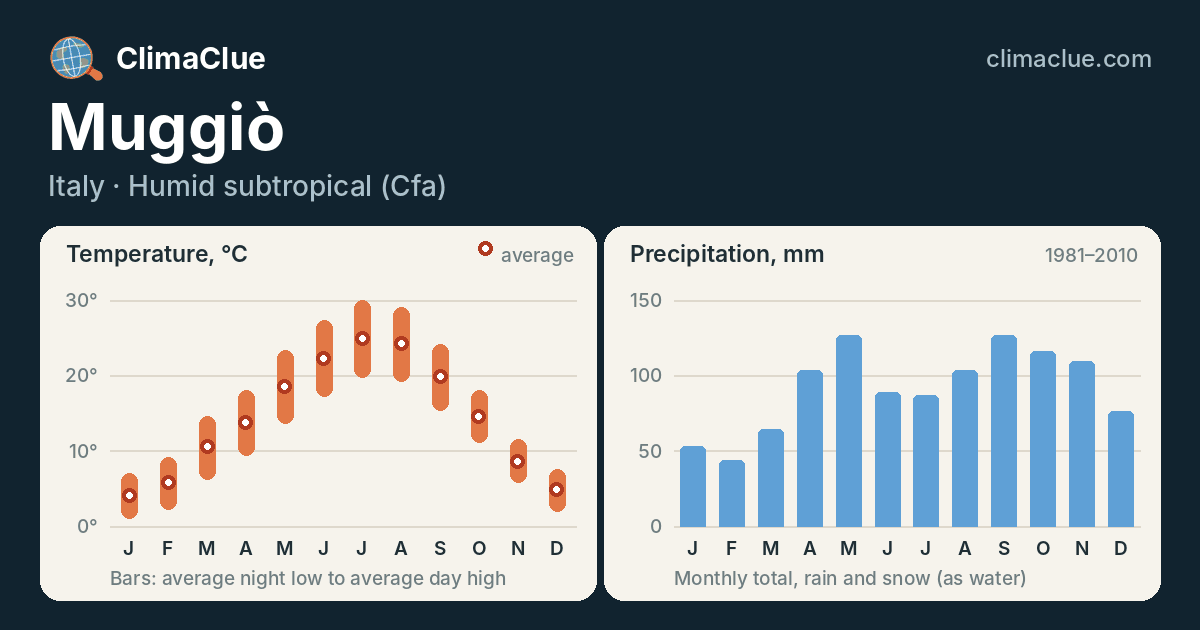 ClimaClue
climaclue.com
Muggiò
Italy · Humid subtropical (Cfa)
Temperature, °C
average
30°
20°
10°
0°
J F M A M J J A S O N D
Bars: average night low to average day high
Precipitation, mm
1981–2010
150
100
50
0
J F M A M J J A S O N D
Monthly total, rain and snow (as water)